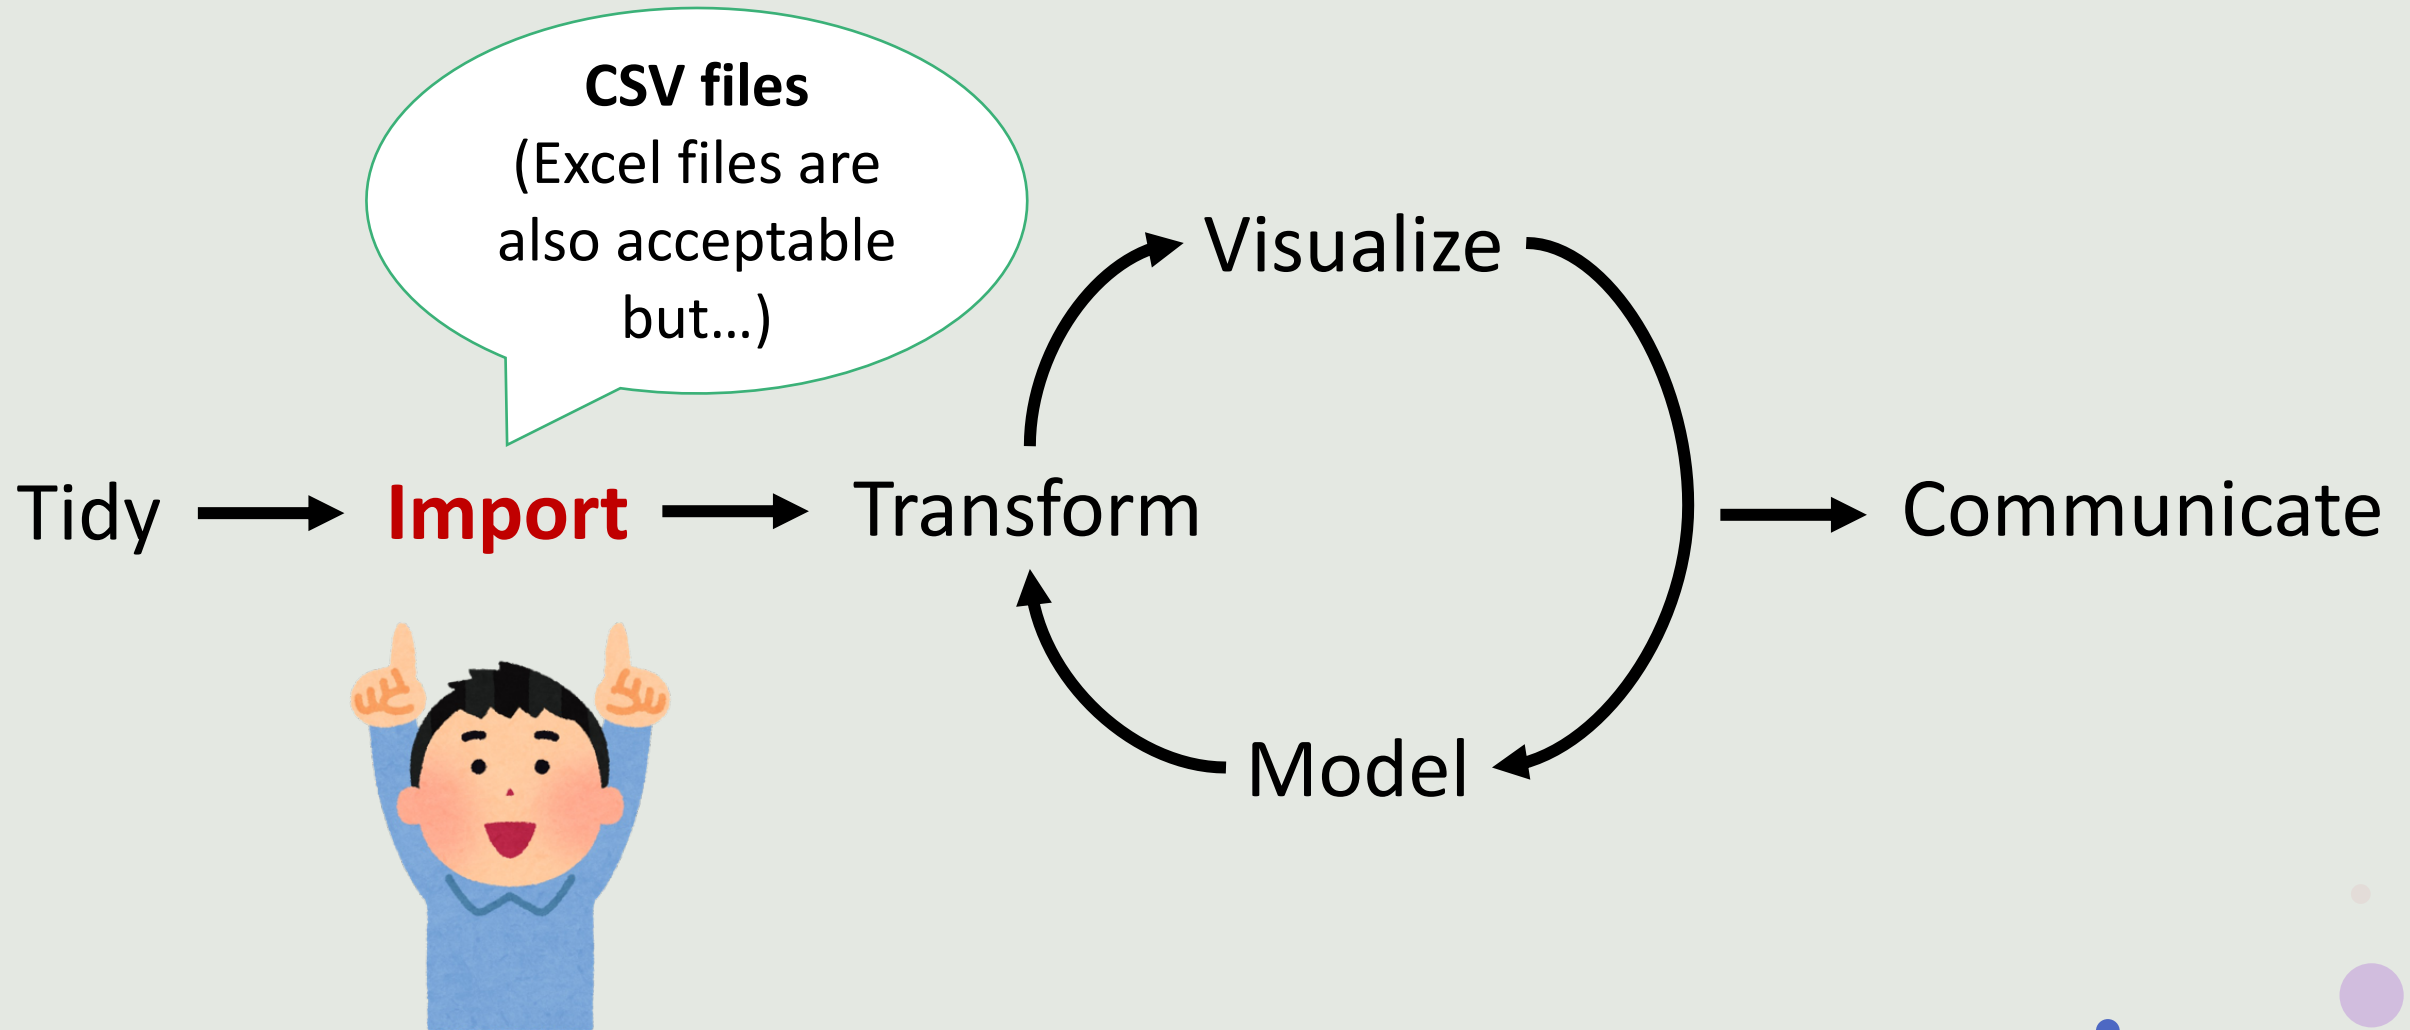 CSV files
(Excel files are
also acceptable
but...)
Visualize
Tidy
Import
Transform
Communicate
Model